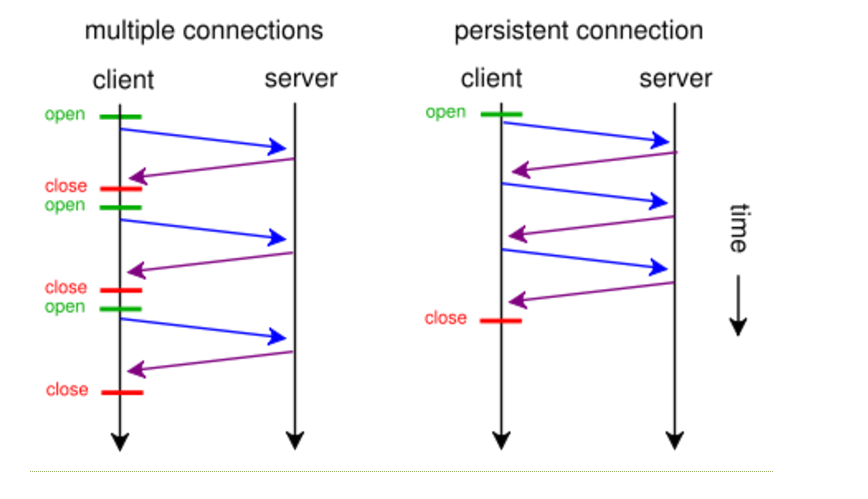 multiple connections
persistent connection
client
server
client
server
open
close
open
close
open
close
open
close
time